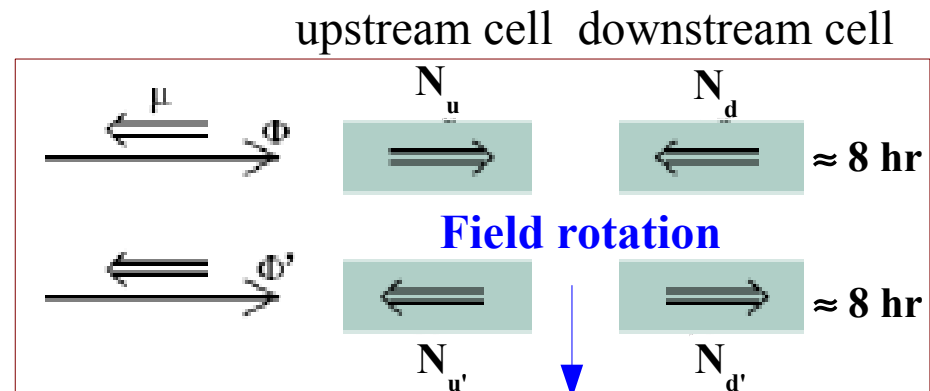 upstream cell downstream cell
μ N_u N_d
Φ ≈ 8 hr
Field rotation
Φ' ≈ 8 hr
N_u' N_d'